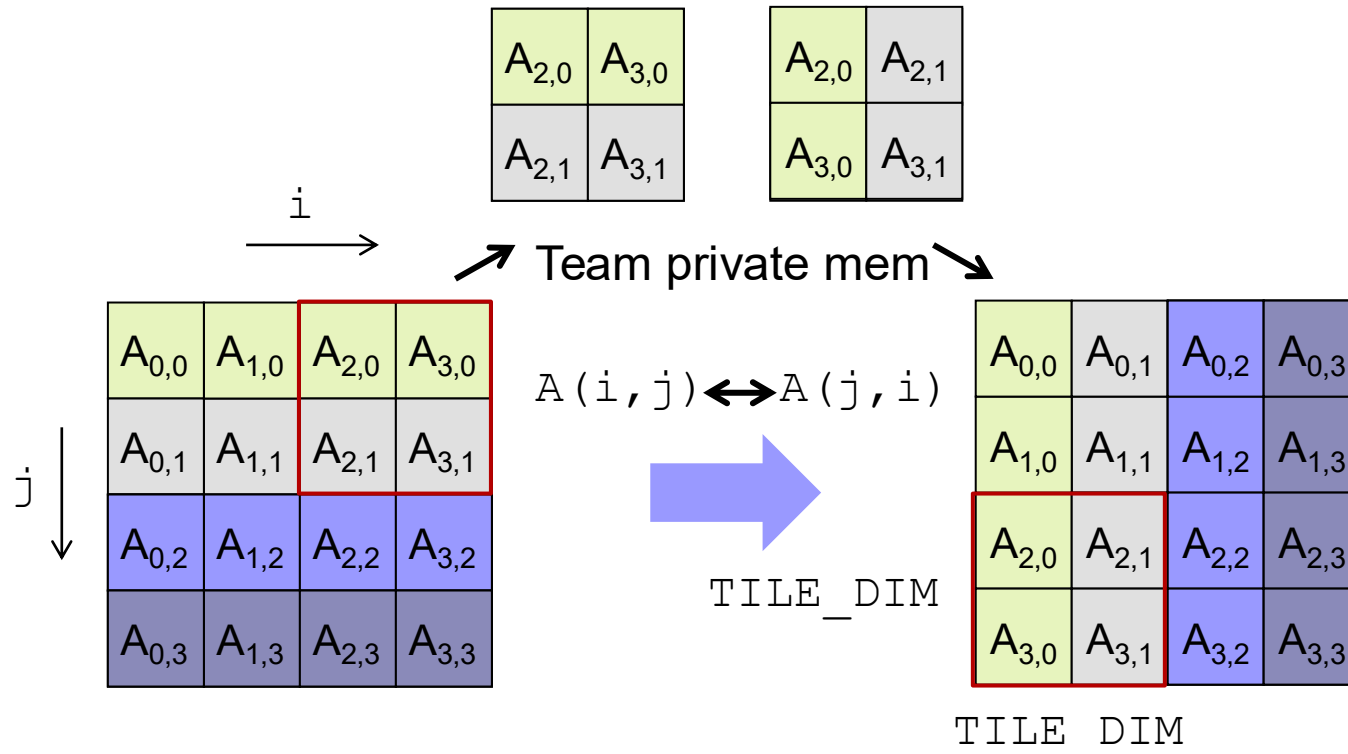 A2,0 A3,0
A2,1 A3,1
A2,0 A2,1
A3,0 A3,1
i
Team private mem
j
A0,0 A1,0 A2,0 A3,0
A0,1 A1,1 A2,1 A3,1
A0,2 A1,2 A2,2 A3,2
A0,3 A1,3 A2,3 A3,3
A(i,j) A(j,i)
TILE_DIM
A0,0 A0,1 A0,2 A0,3
A1,0 A1,1 A1,2 A1,3
A2,0 A2,1 A2,2 A2,3
A3,0 A3,1 A3,2 A3,3
TILE DIM